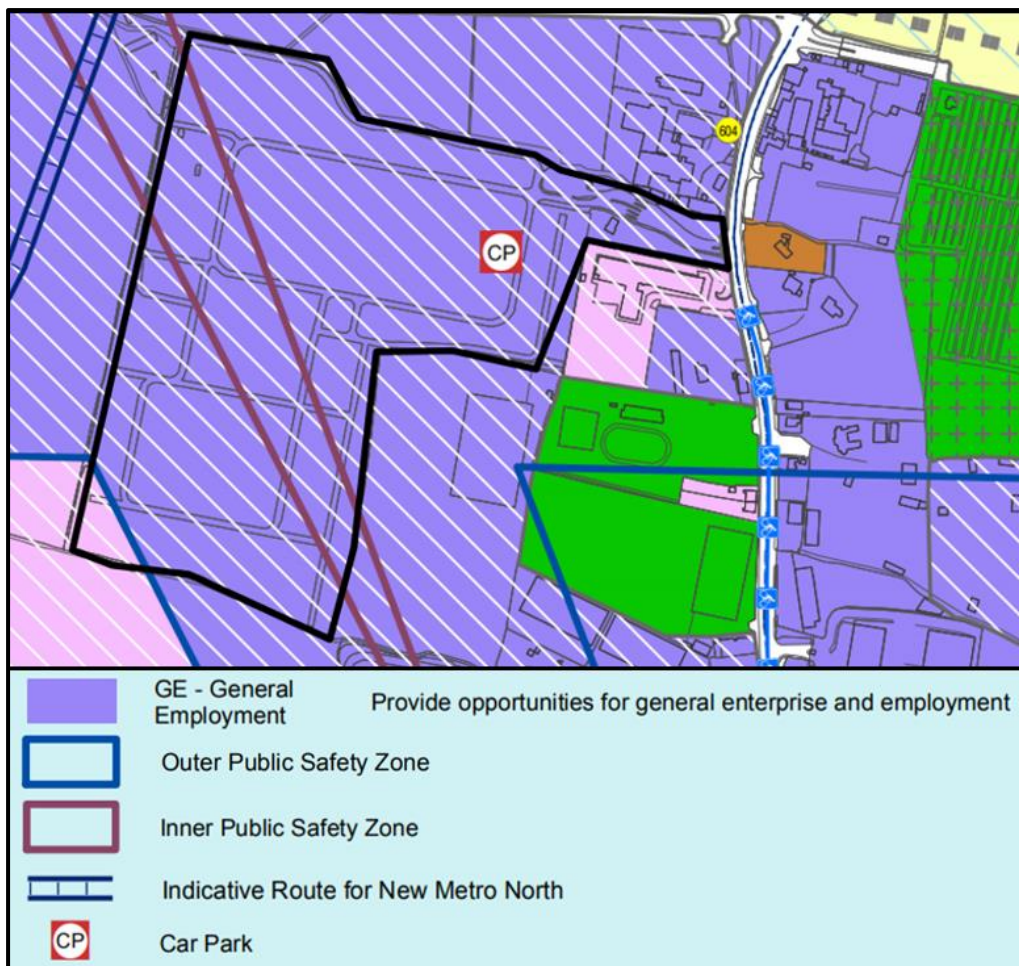 604
CP
GE - General
Employment
Provide opportunities for general enterprise and employment
Outer Public Safety Zone
Inner Public Safety Zone
Indicative Route for New Metro North
CP
Car Park